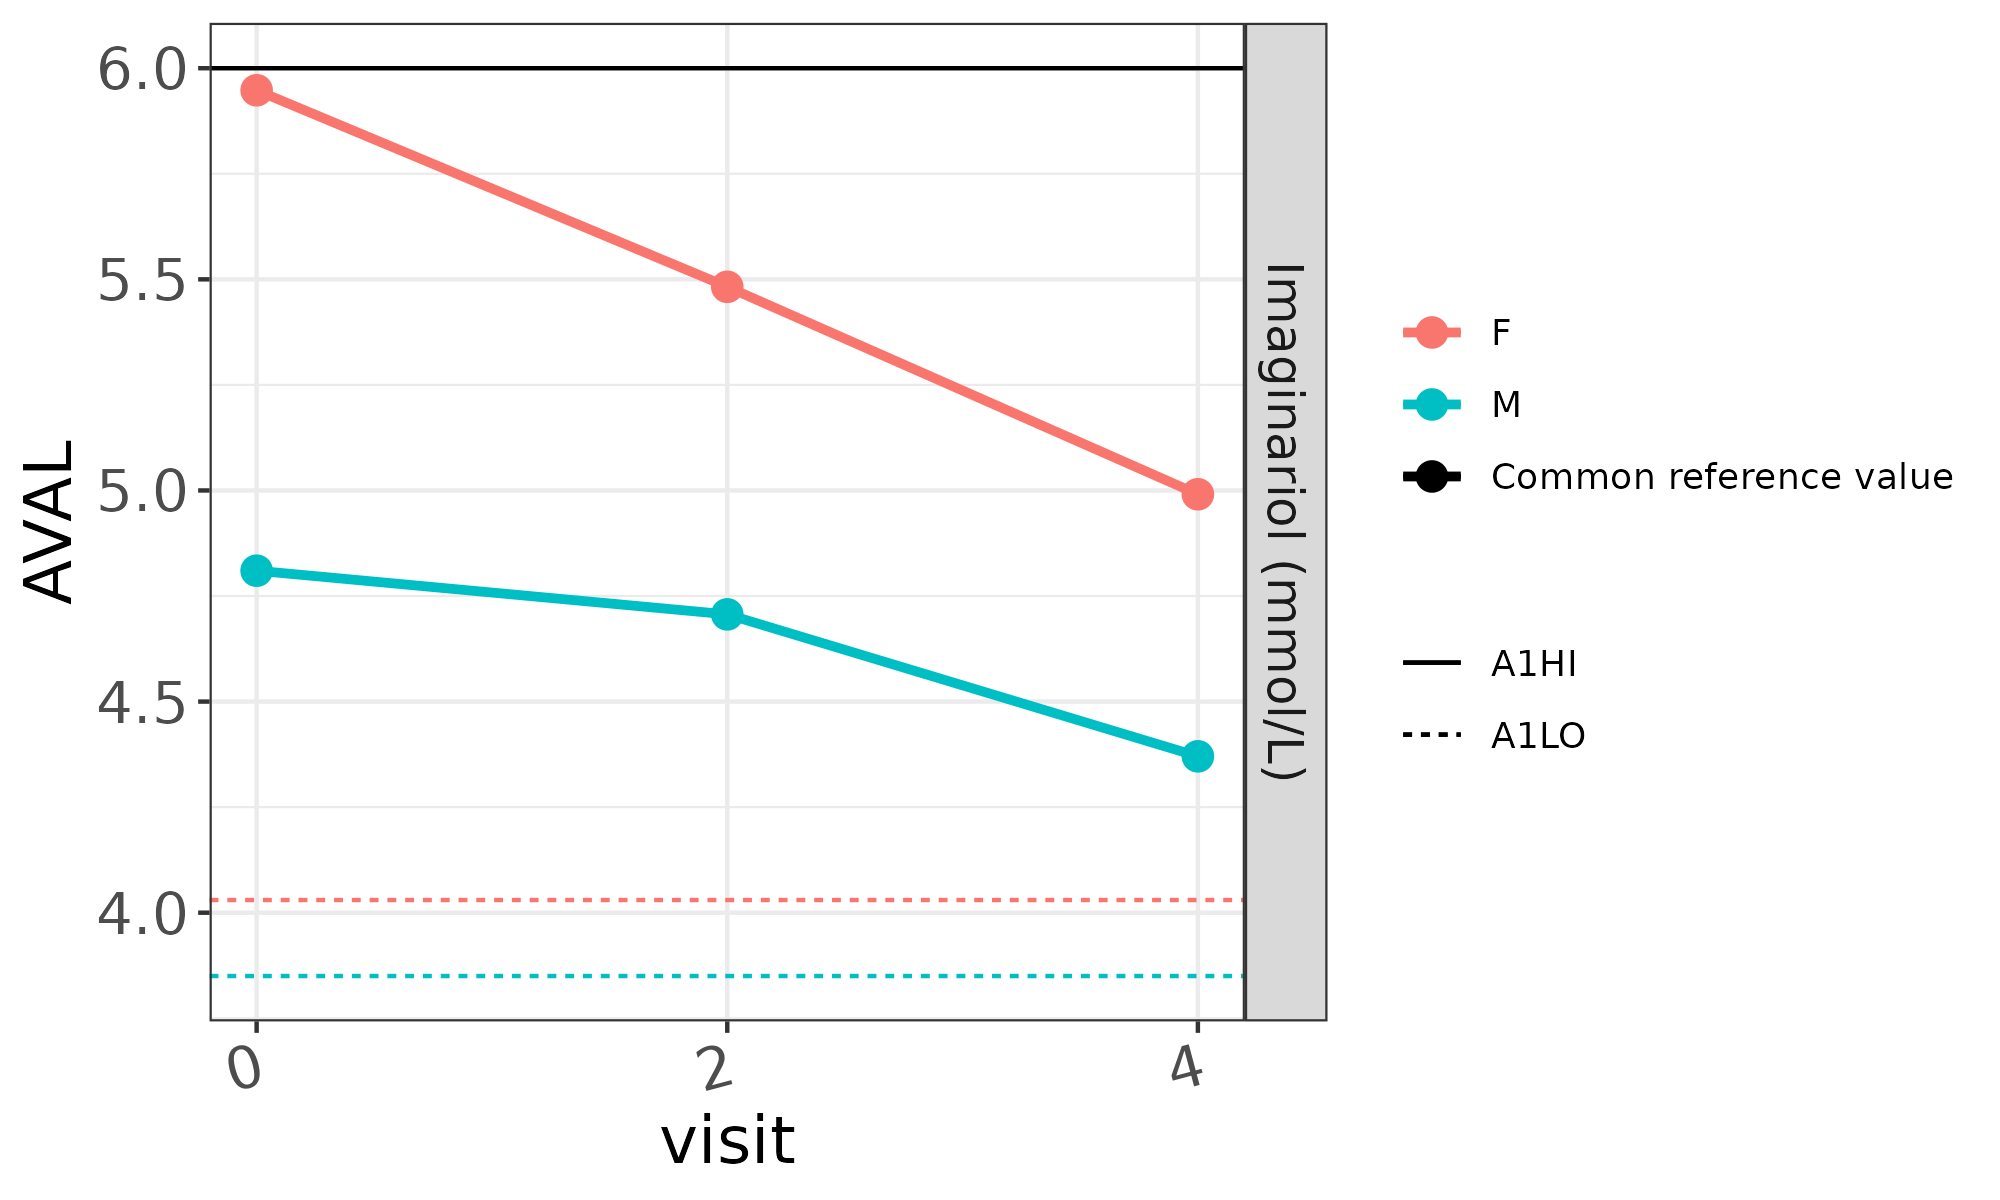 AVAL
6.0
5.5
5.0
4.5
4.0
0
2
4
visit
Imaginariol (mmol/L)
F
M
Common reference value
A1HI
A1LO